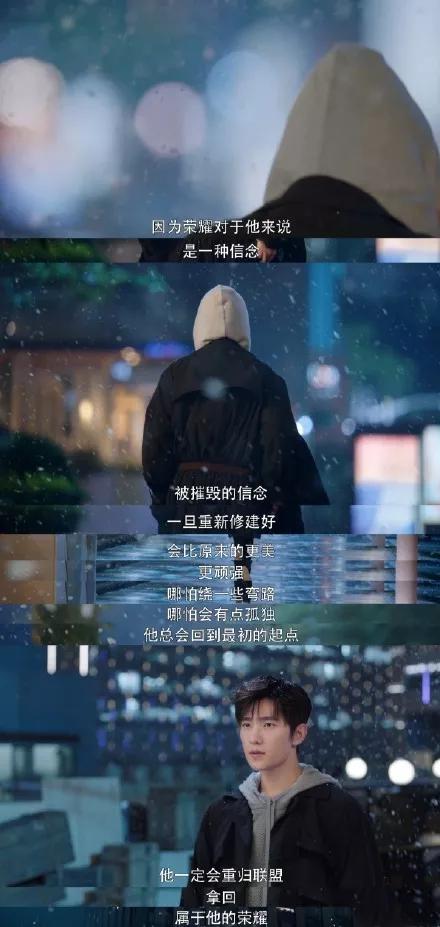 因为荣耀对于他来说
是一种信念
被摧毁的信念
一旦重新修建好
会比原来的更美
更顽强
哪怕绕一些弯路
哪怕会有点孤独
他总会回到最初的起点
他一定会重归联盟
拿回
属于他的荣耀